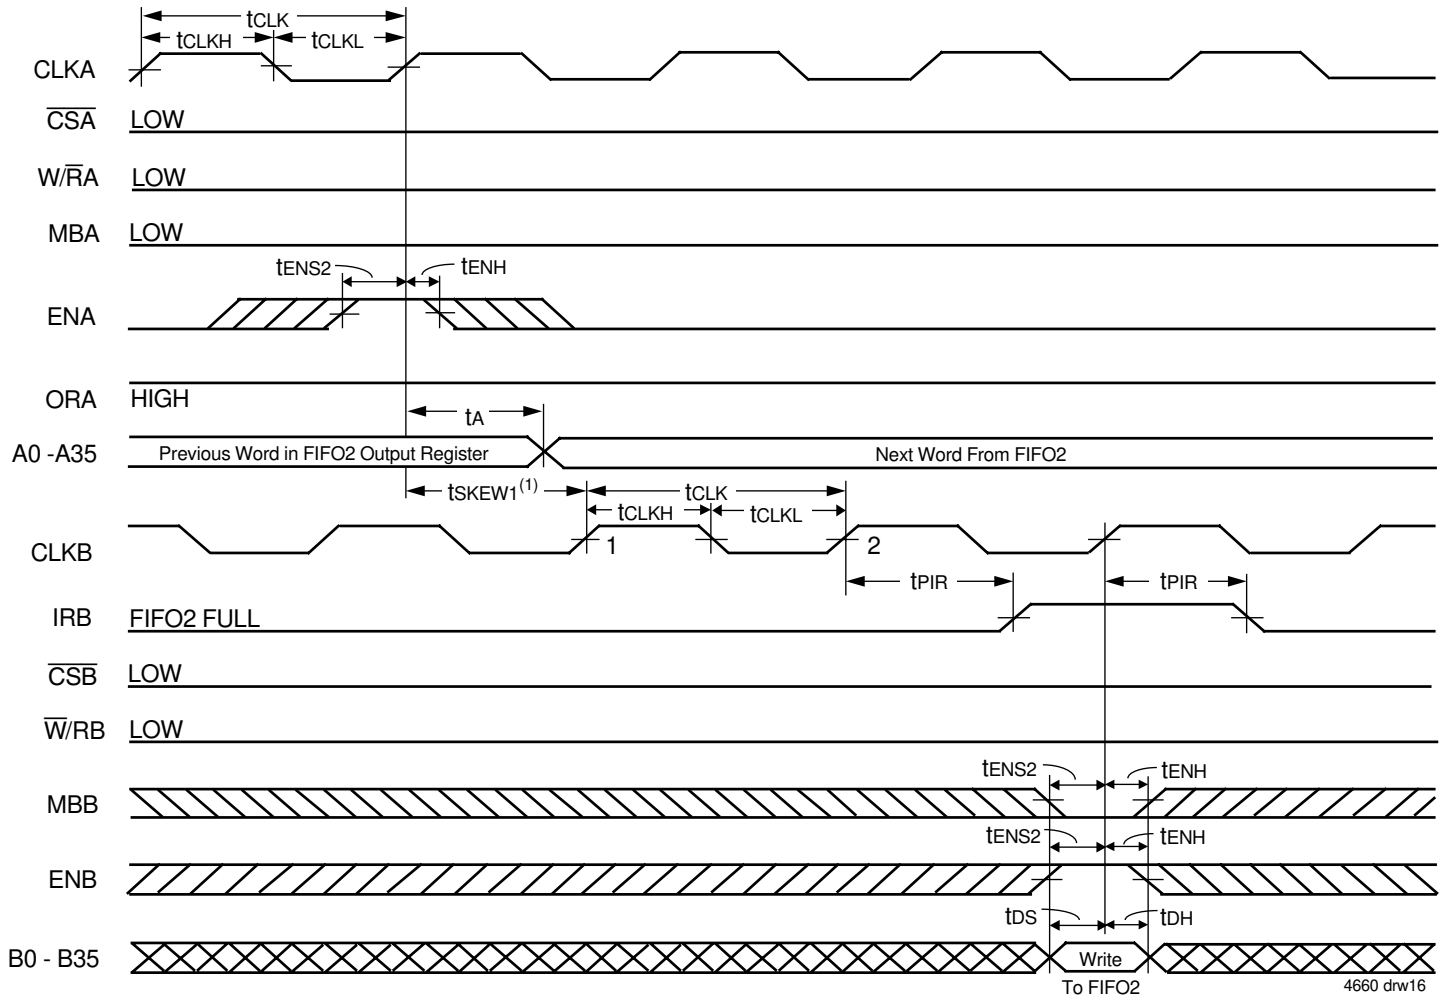 tCLK
tCLKH tCLKL
CLKA
CSA LOW
W/RA LOW
MBA LOW
tENS2 tENH
ENA
ORA HIGH
tA
A0 -A35 Previous Word in FIFO2 Output Register Next Word From FIFO2
tSKEW1(1) tCLK
tCLKH tCLKL
CLKB 1 2
tPIR tPIR
IRB FIFO2 FULL
CSB LOW
W/RB LOW
tENS2 tENH
MBB
tENS2 tENH
ENB
tDS tDH
B0 - B35 Write
To FIFO2
4660 drw16